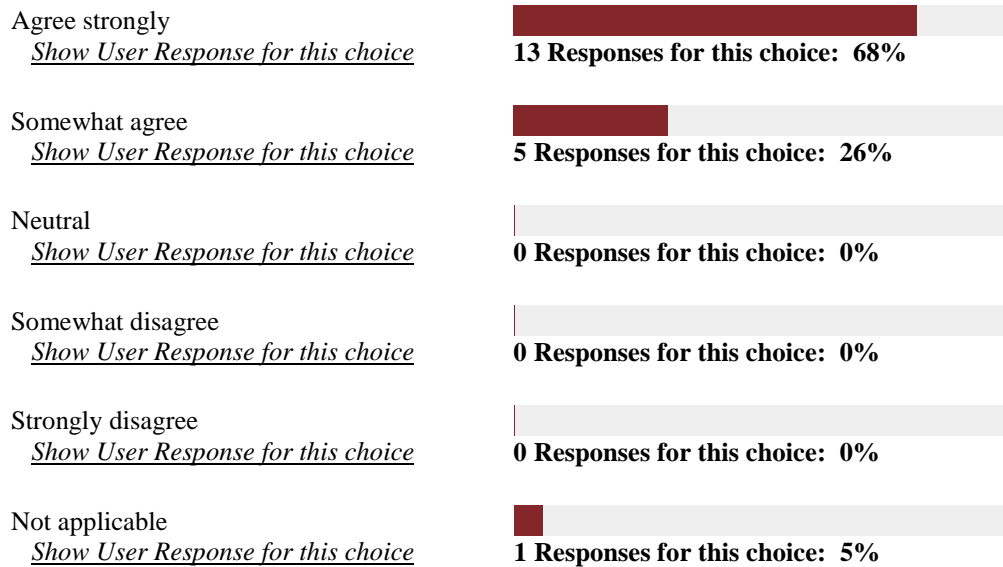 Agree strongly
Show User Response for this choice
13 Responses for this choice:  68%
Somewhat agree
Show User Response for this choice
5 Responses for this choice:  26%
Neutral
Show User Response for this choice
0 Responses for this choice:  0%
Somewhat disagree
Show User Response for this choice
0 Responses for this choice:  0%
Strongly disagree
Show User Response for this choice
0 Responses for this choice:  0%
Not applicable
Show User Response for this choice
1 Responses for this choice:  5%